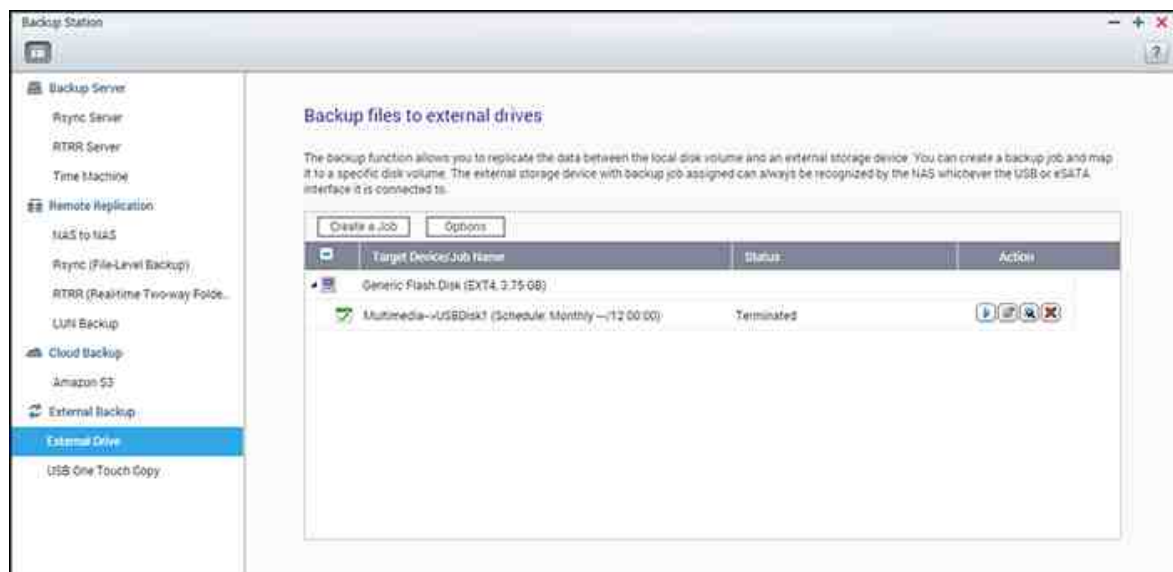 Backup Station
?
Backup Server
Rsync Server
RTRR Server
Time Machine
Remote Replication
NAS to NAS
Rsync (File-Level Backup)
RTRR (Real-time Two-way Folde...
LUN Backup
Cloud Backup
Amazon S3
External Backup
External Drive
USB One Touch Copy
Backup files to external drives
The backup function allows you to replicate the data between the local disk volume and an external storage device. You can create a backup job and map
it to a specific disk volume. The external storage device with backup job assigned can always be recognized by the NAS whichever the USB or eSATA
interface it is connected to.
Create a Job Options
Target Device/Job Name Status Action
Generic Flash Disk (EXT4, 3.75 GB)
Multimedia-->USBDisk1 (Schedule: Monthly --/12 00:00) Terminated